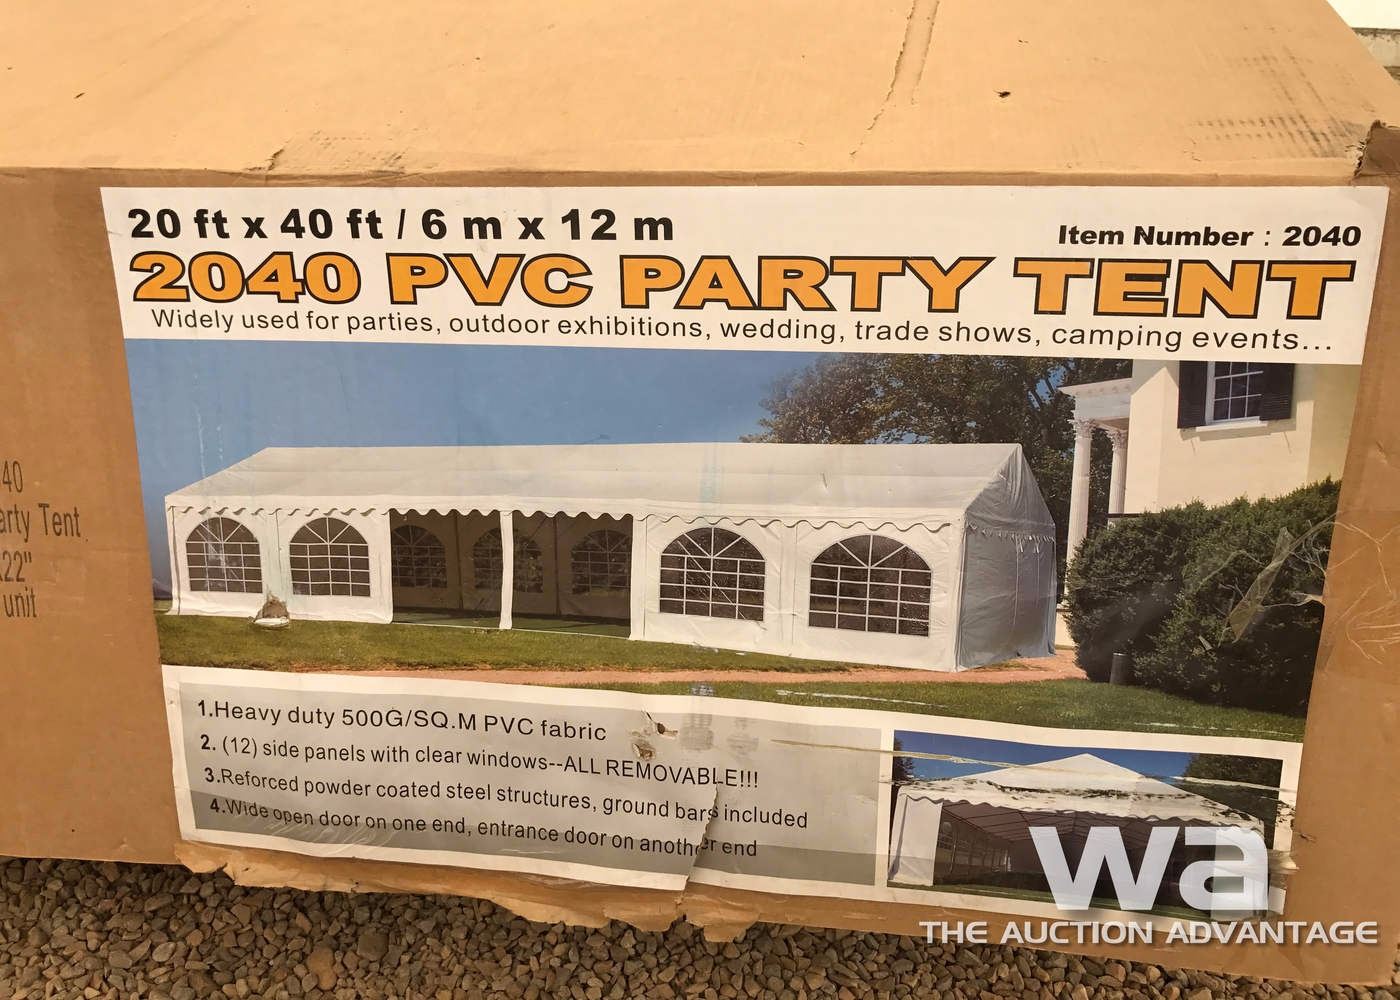 20 ft x 40 ft / 6 m x 12 m
Item Number : 2040
2040 PVC PARTY TENT
Widely used for parties, outdoor exhibitions, wedding, trade shows, camping events...
40
arty Tent
x22"
unit
1.Heavy duty 500G/SQ.M PVC fabric
2. (12) side panels with clear windows--ALL REMOVABLE!!!
3.Reforced powder coated steel structures, ground bars included
4.Wide open door on one end, entrance door on another end
wa
THE AUCTION ADVANTAGE